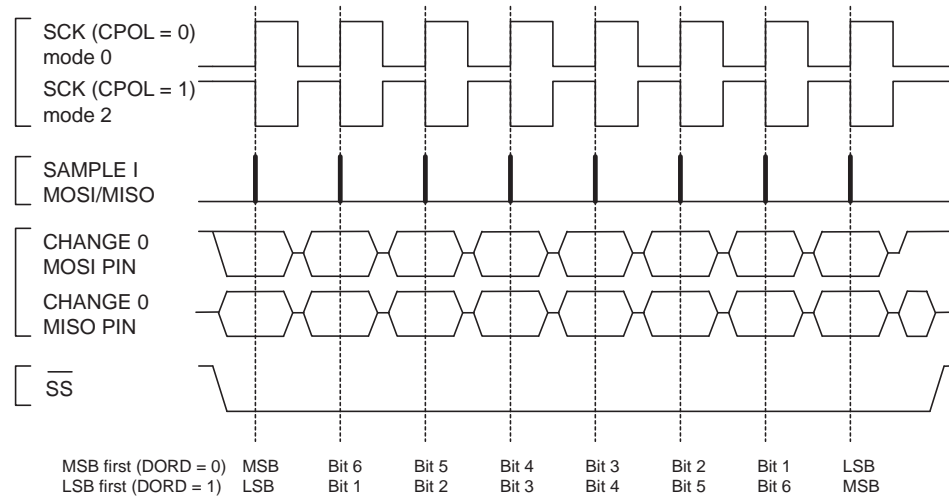 SCK (CPOL = 0)
mode 0
SCK (CPOL = 1)
mode 2
SAMPLE I
MOSI/MISO
CHANGE 0
MOSI PIN
CHANGE 0
MISO PIN
SS
MSB first (DORD = 0) MSB Bit 6 Bit 5 Bit 4 Bit 3 Bit 2 Bit 1 LSB
LSB first (DORD = 1) LSB Bit 1 Bit 2 Bit 3 Bit 4 Bit 5 Bit 6 MSB